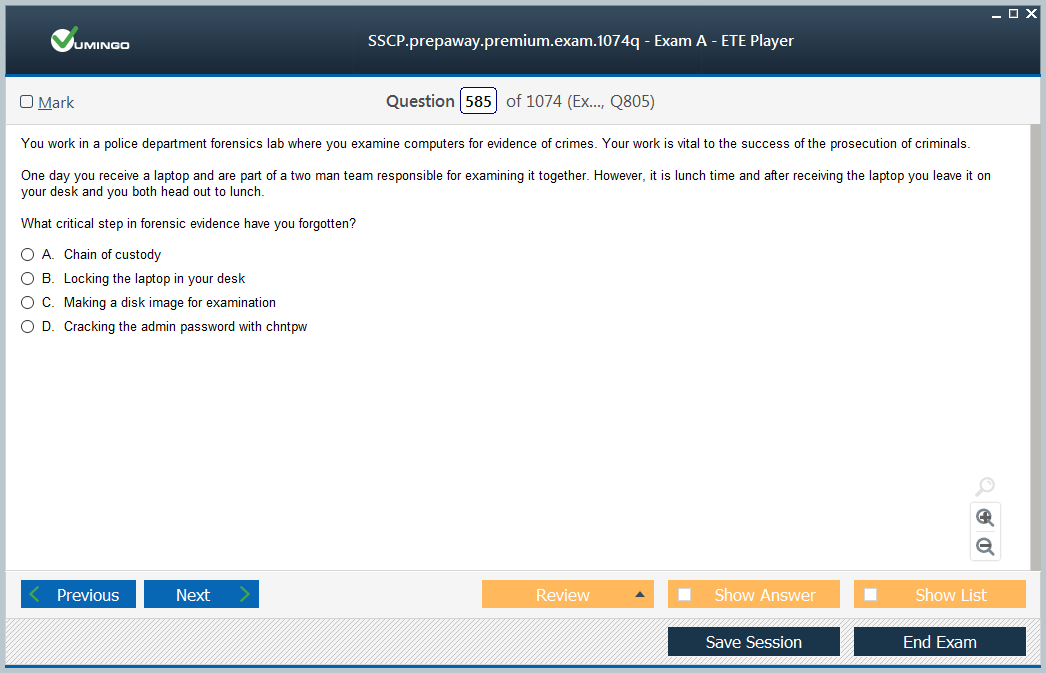 VUMINGO
SSCP.prepaway.premium.exam.1074q - Exam A - ETE Player
Mark
Question 585 of 1074 (Ex..., Q805)
You work in a police department forensics lab where you examine computers for evidence of crimes. Your work is vital to the success of the prosecution of criminals.
One day you receive a laptop and are part of a two man team responsible for examining it together. However, it is lunch time and after receiving the laptop you leave it on
your desk and you both head out to lunch.
What critical step in forensic evidence have you forgotten?
A. Chain of custody
B. Locking the laptop in your desk
C. Making a disk image for examination
D. Cracking the admin password with chntpw
Previous Next Review Show Answer Show List
Save Session End Exam